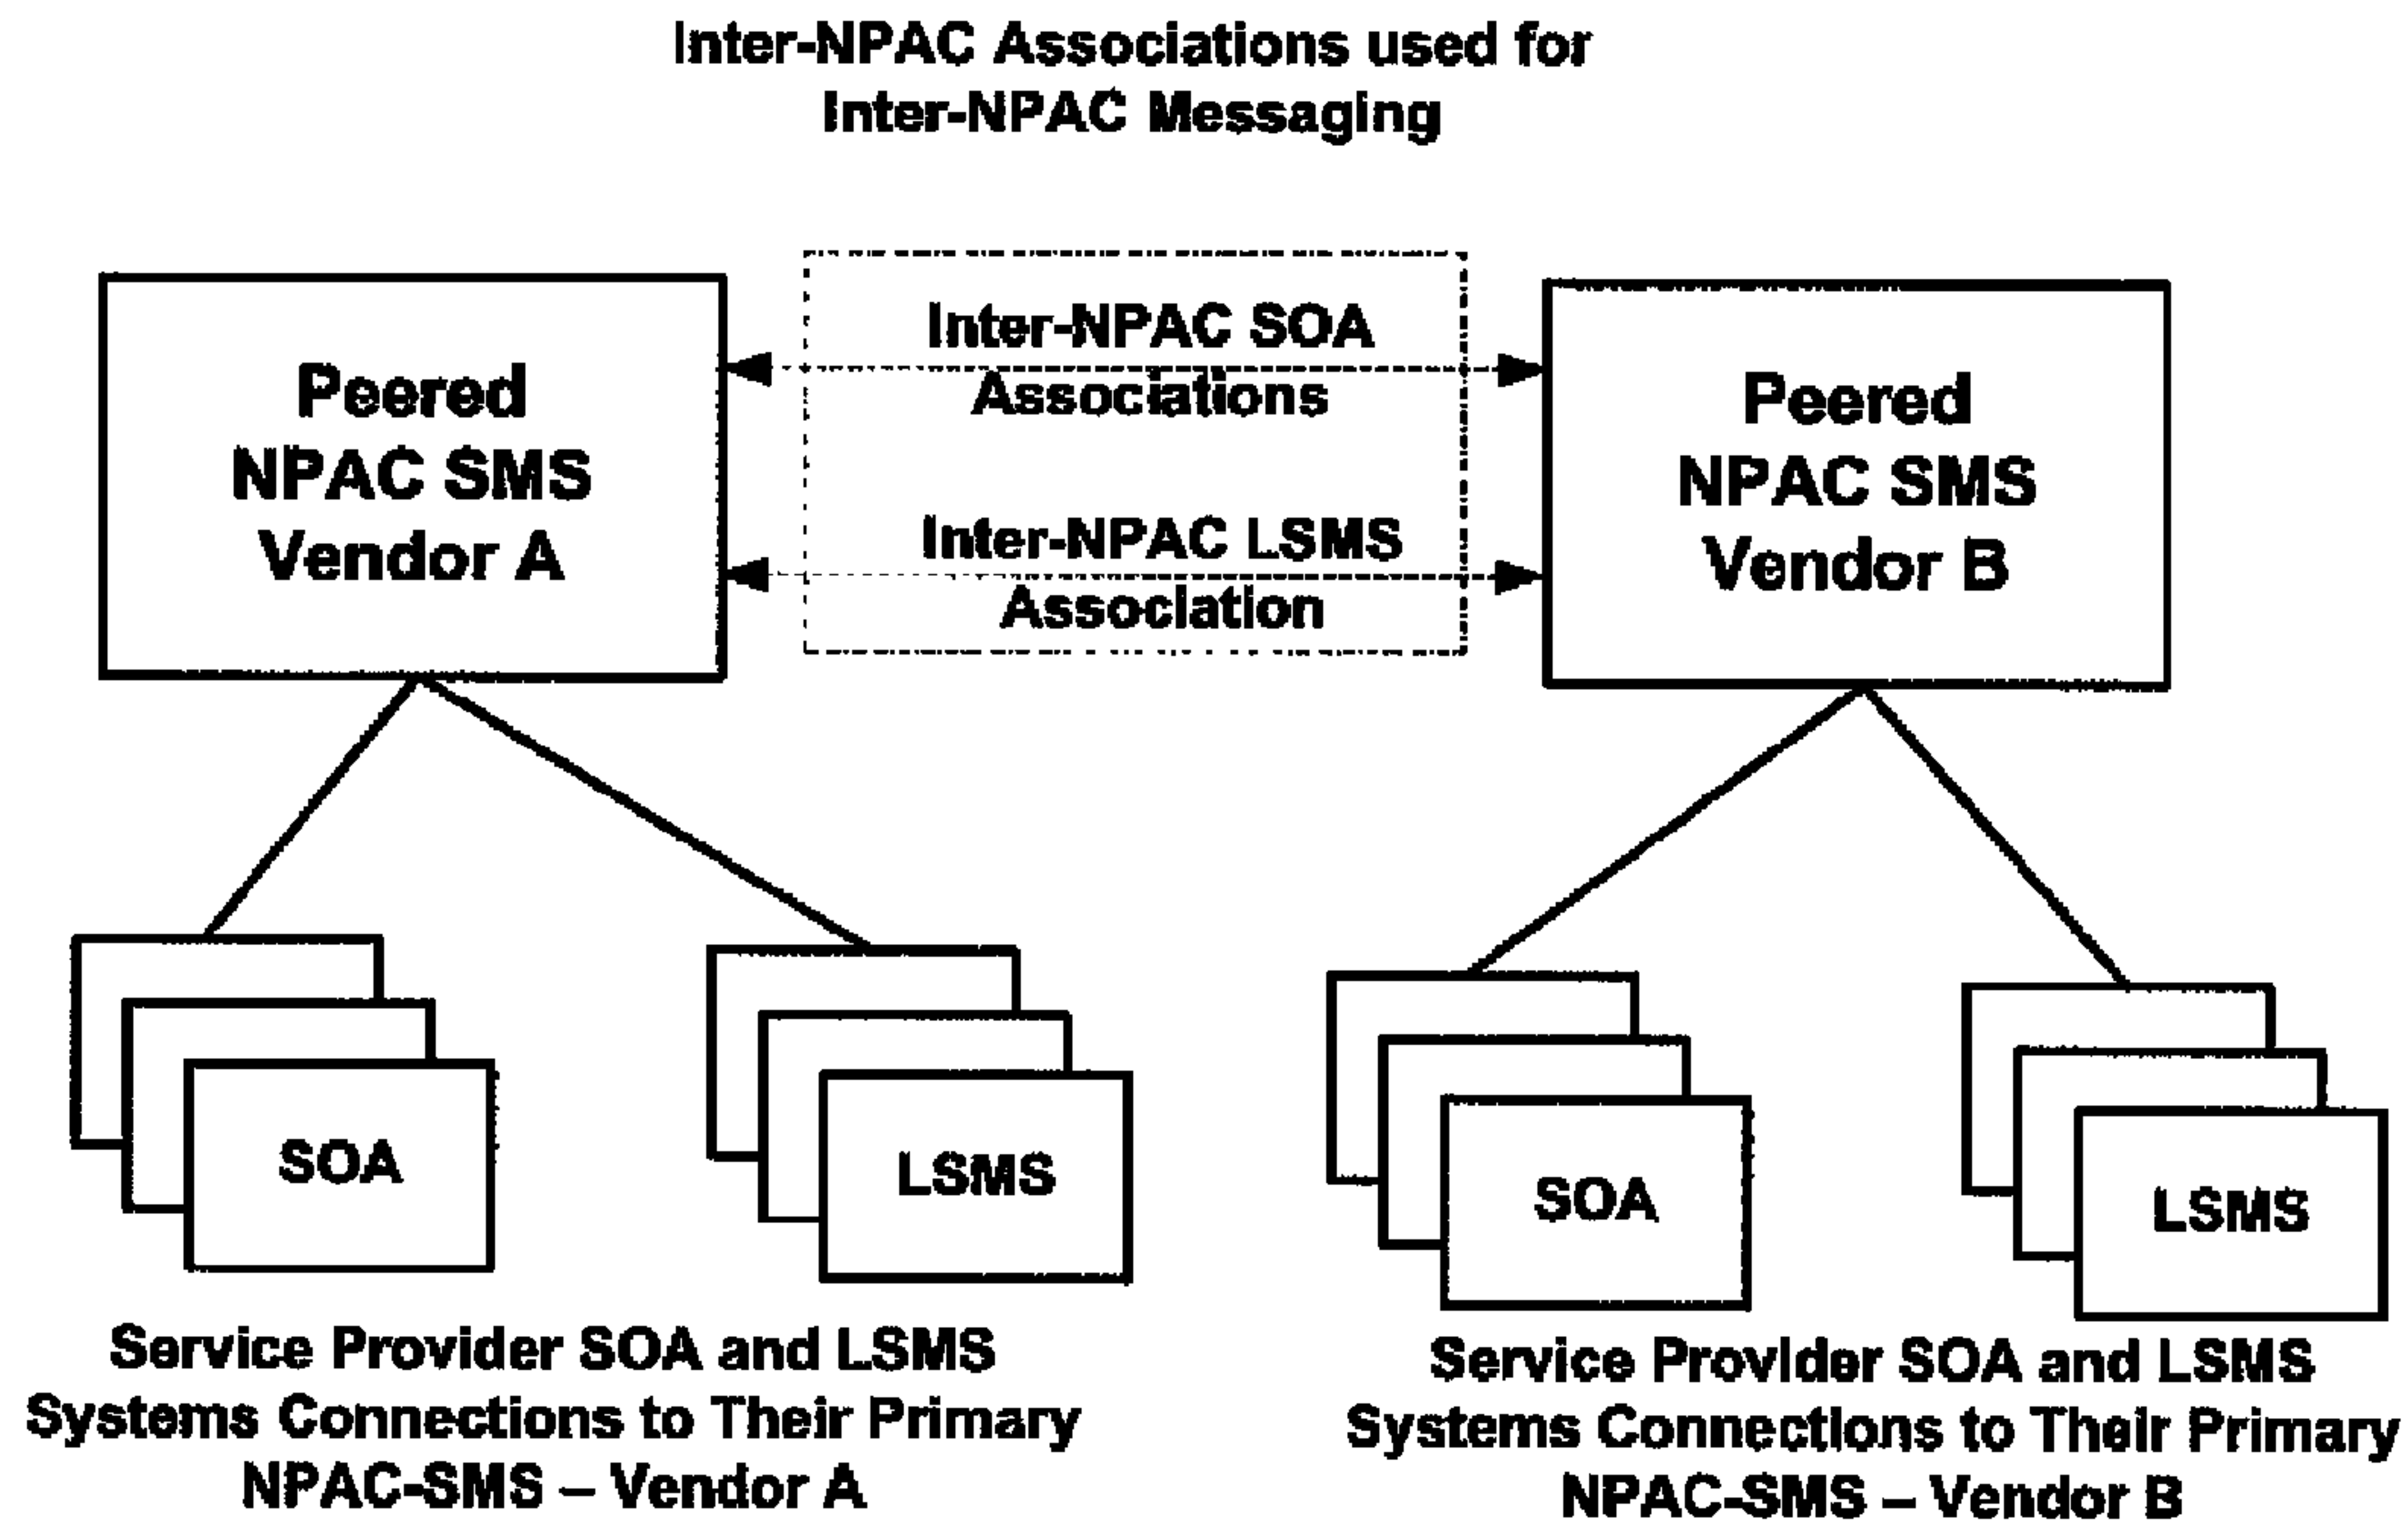 Inter-NPAC Associations used for
Inter-NPAC Messaging
Peered
NPAC SMS
Vendor A
Inter-NPAC SOA
Associations
Inter-NPAC LSMS
Association
Peered
NPAC SMS
Vendor B
SOA
LSMS
SOA
LSMS
Service Provider SOA and LSMS
Systems Connections to Their Primary
NPAC-SMS – Vendor A
Service Provider SOA and LSMS
Systems Connections to Their Primary
NPAC-SMS – Vendor B